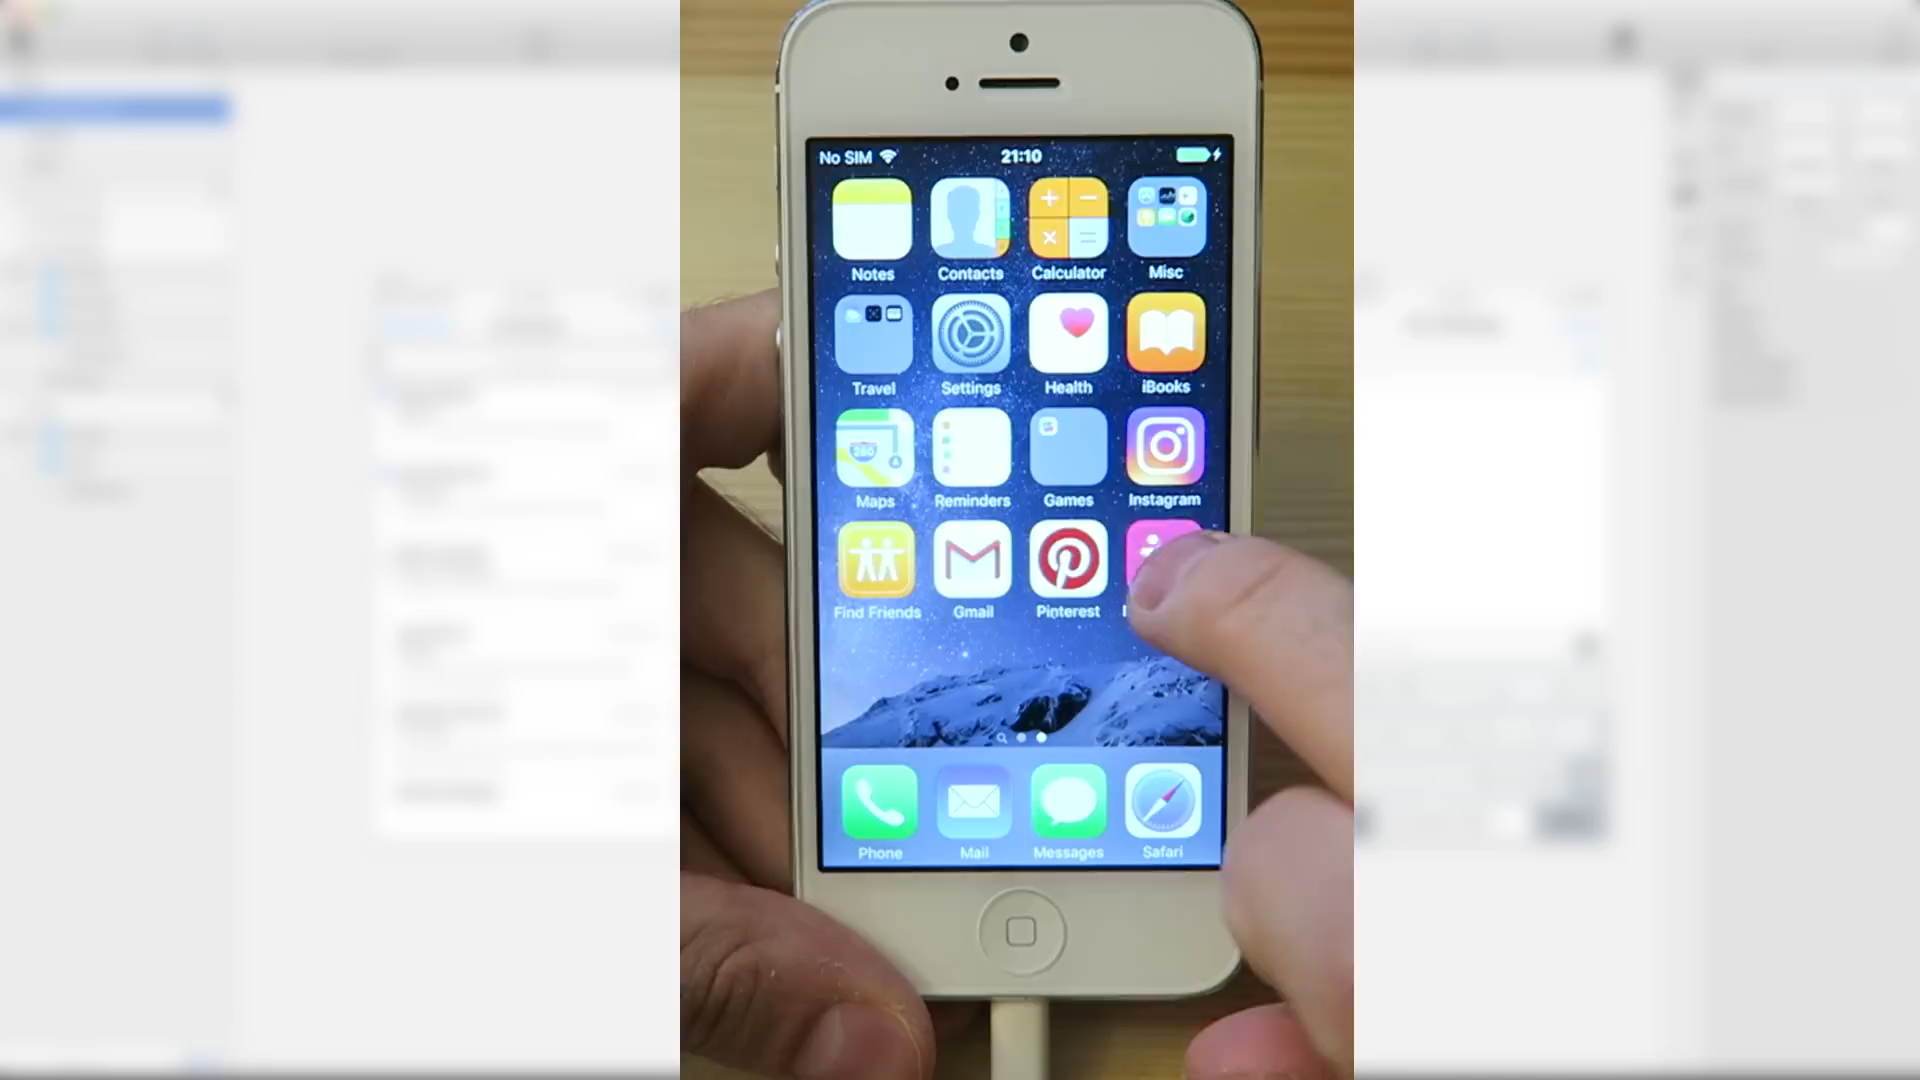 No SIM 21:10
Notes Contacts Calculator Misc
Travel Settings Health iBooks
280
Maps Reminders Games Instagram
Find Friends Gmail Pinterest
Phone Mail Messages Safari